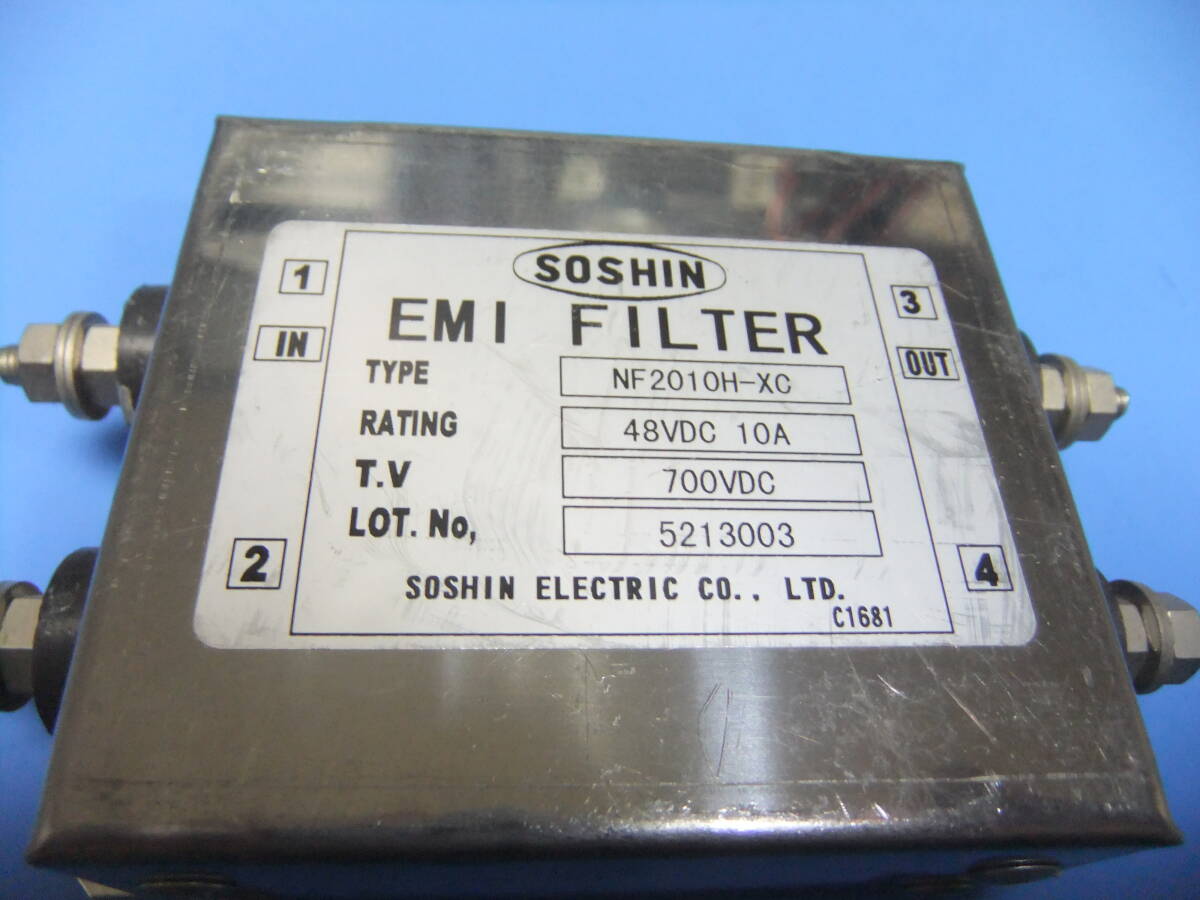 SOSHIN
EMI FILTER
1
IN
3
OUT
TYPE NF2010H-XC
RATING 48VDC 10A
T.V 700VDC
LOT. No, 5213003
2
4
SOSHIN ELECTRIC CO., LTD.
C1681